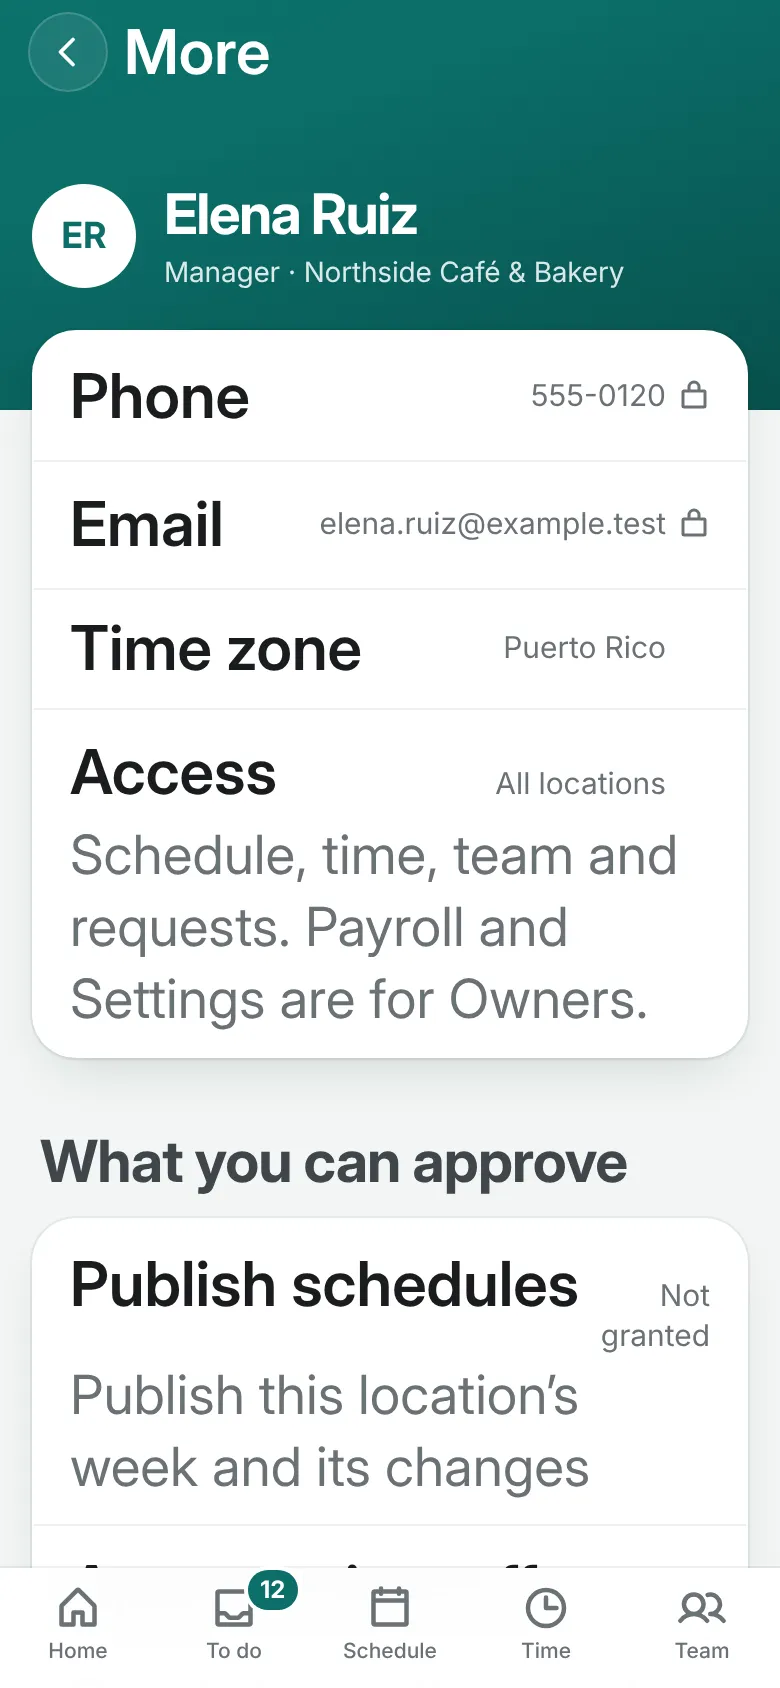 More
ER
Elena Ruiz
Manager · Northside Café & Bakery
Phone
555-0120
Email
elena.ruiz@example.test
Time zone
Puerto Rico
Access
All locations
Schedule, time, team and
requests. Payroll and
Settings are for Owners.
What you can approve
Publish schedules
Not
granted
Publish this location’s
week and its changes
12
Home
To do
Schedule
Time
Team